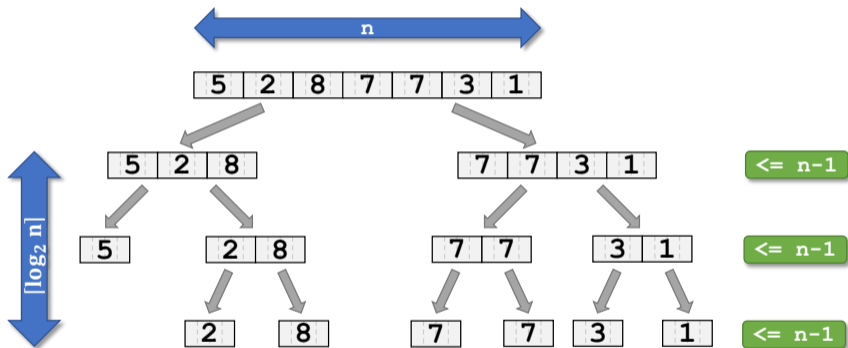 n
5 2 8 7 7 3 1
5 2 8 7 7 3 1 <= n-1
⌈log₂ n⌉
5 2 8 7 7 3 1 <= n-1
2 8 7 7 3 1 <= n-1